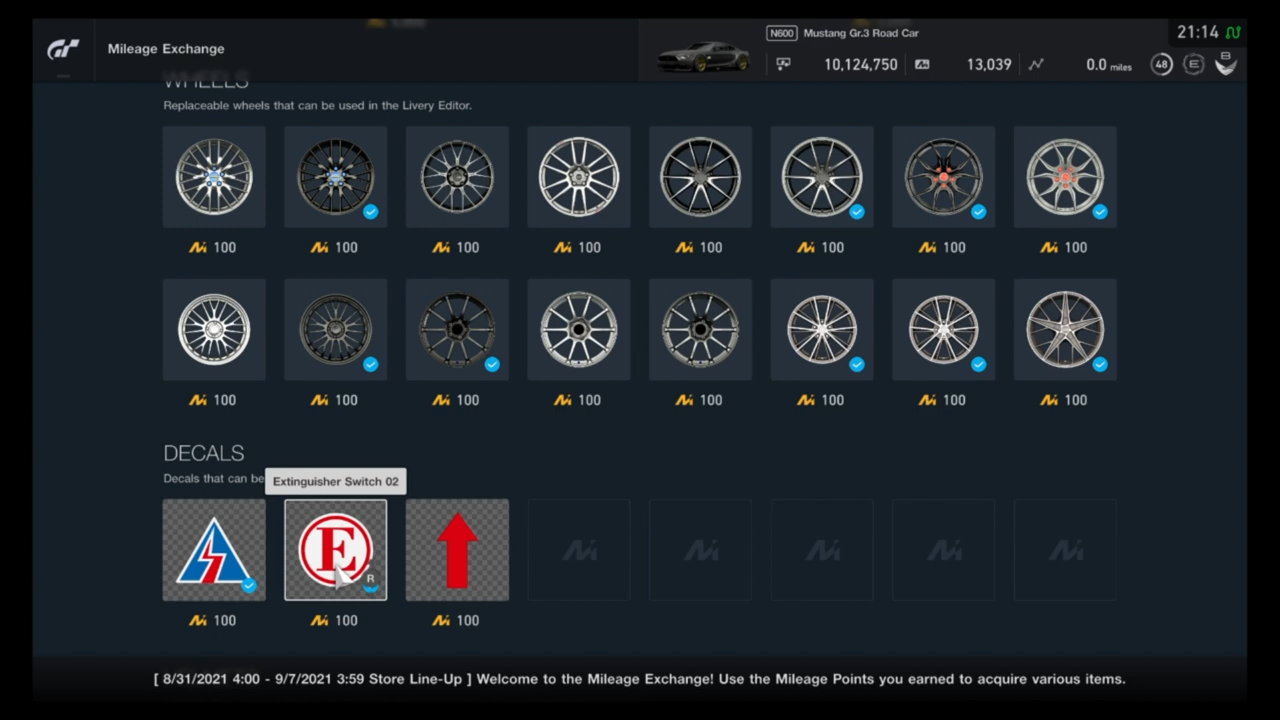 GT
Mileage Exchange
N600 Mustang Gr.3 Road Car
21:14
10,124,750 13,039 0.0 miles 48 E B
WHEELS
Replaceable wheels that can be used in the Livery Editor.
100 100 100 100 100 100 100 100
100 100 100 100 100 100 100 100
DECALS
Decals that can be
Extinguisher Switch 02
E
R
100 100 100
[ 8/31/2021 4:00 - 9/7/2021 3:59 Store Line-Up ] Welcome to the Mileage Exchange! Use the Mileage Points you earned to acquire various items.